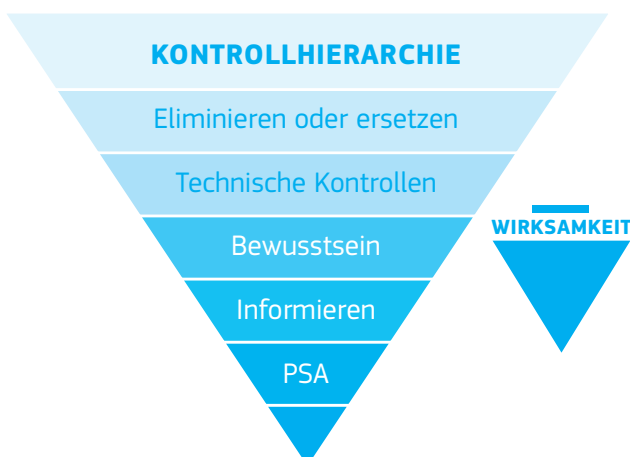 KONTROLLHIERARCHIE
Eliminieren oder ersetzen
Technische Kontrollen
Bewusstsein
Informieren
PSA
WIRKSAMKEIT